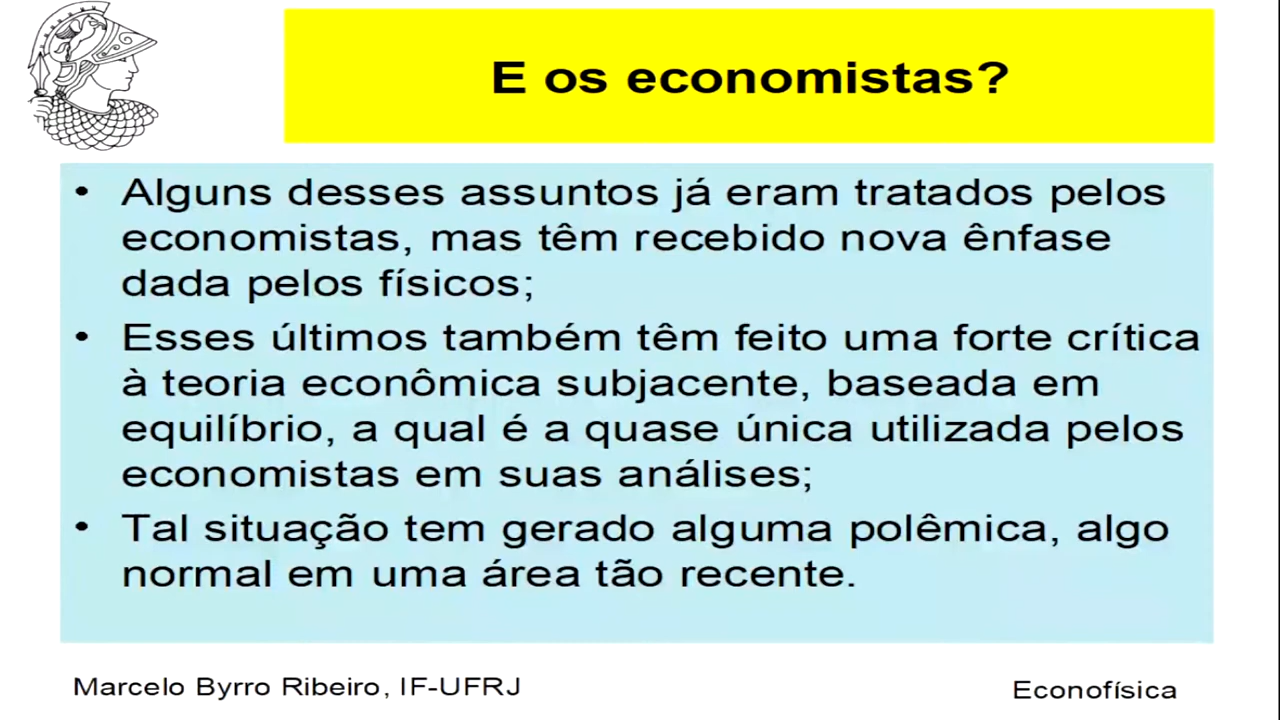 E os economistas?
• Alguns desses assuntos já eram tratados pelos
economistas, mas têm recebido nova ênfase
dada pelos físicos;
• Esses últimos também têm feito uma forte crítica
à teoria econômica subjacente, baseada em
equilíbrio, a qual é a quase única utilizada pelos
economistas em suas análises;
• Tal situação tem gerado alguma polêmica, algo
normal em uma área tão recente.
Marcelo Byrro Ribeiro, IF-UFRJ
Econofísica